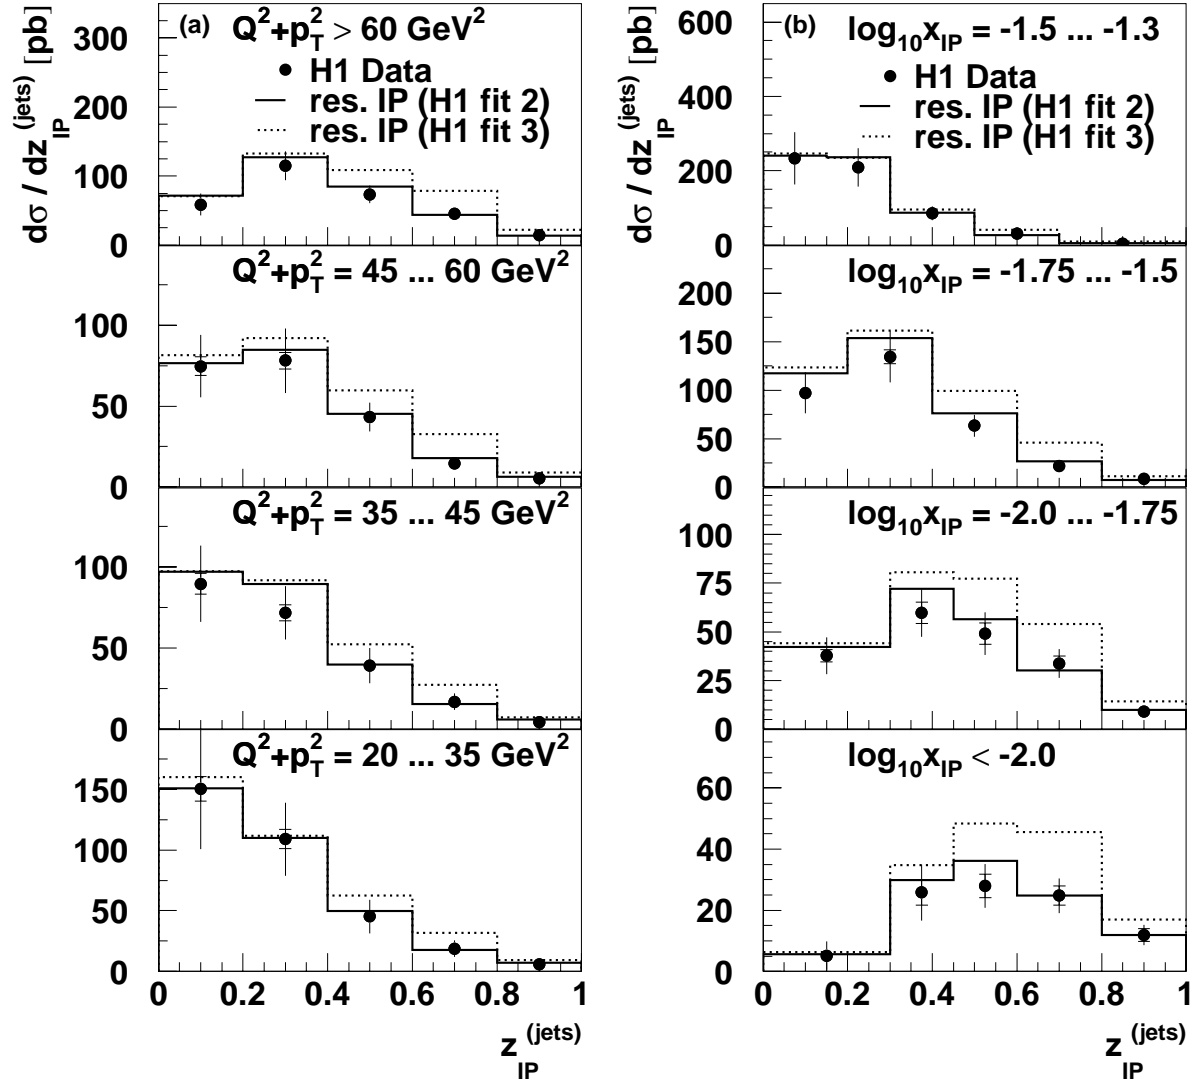 (a) Q²+p_T² > 60 GeV²
H1 Data
res. IP (H1 fit 2)
res. IP (H1 fit 3)
dσ / dz_IP^(jets) [pb]
300
200
100
0
Q²+p_T² = 45 ... 60 GeV²
100
50
0
Q²+p_T² = 35 ... 45 GeV²
100
50
0
Q²+p_T² = 20 ... 35 GeV²
150
100
50
0
0 0.2 0.4 0.6 0.8 1
z_IP^(jets)
(b) log₁₀x_IP = -1.5 ... -1.3
H1 Data
res. IP (H1 fit 2)
res. IP (H1 fit 3)
dσ / dz_IP^(jets) [pb]
600
400
200
0
log₁₀x_IP = -1.75 ... -1.5
200
150
100
50
0
log₁₀x_IP = -2.0 ... -1.75
100
75
50
25
0
log₁₀x_IP < -2.0
60
40
20
0
0 0.2 0.4 0.6 0.8 1
z_IP^(jets)